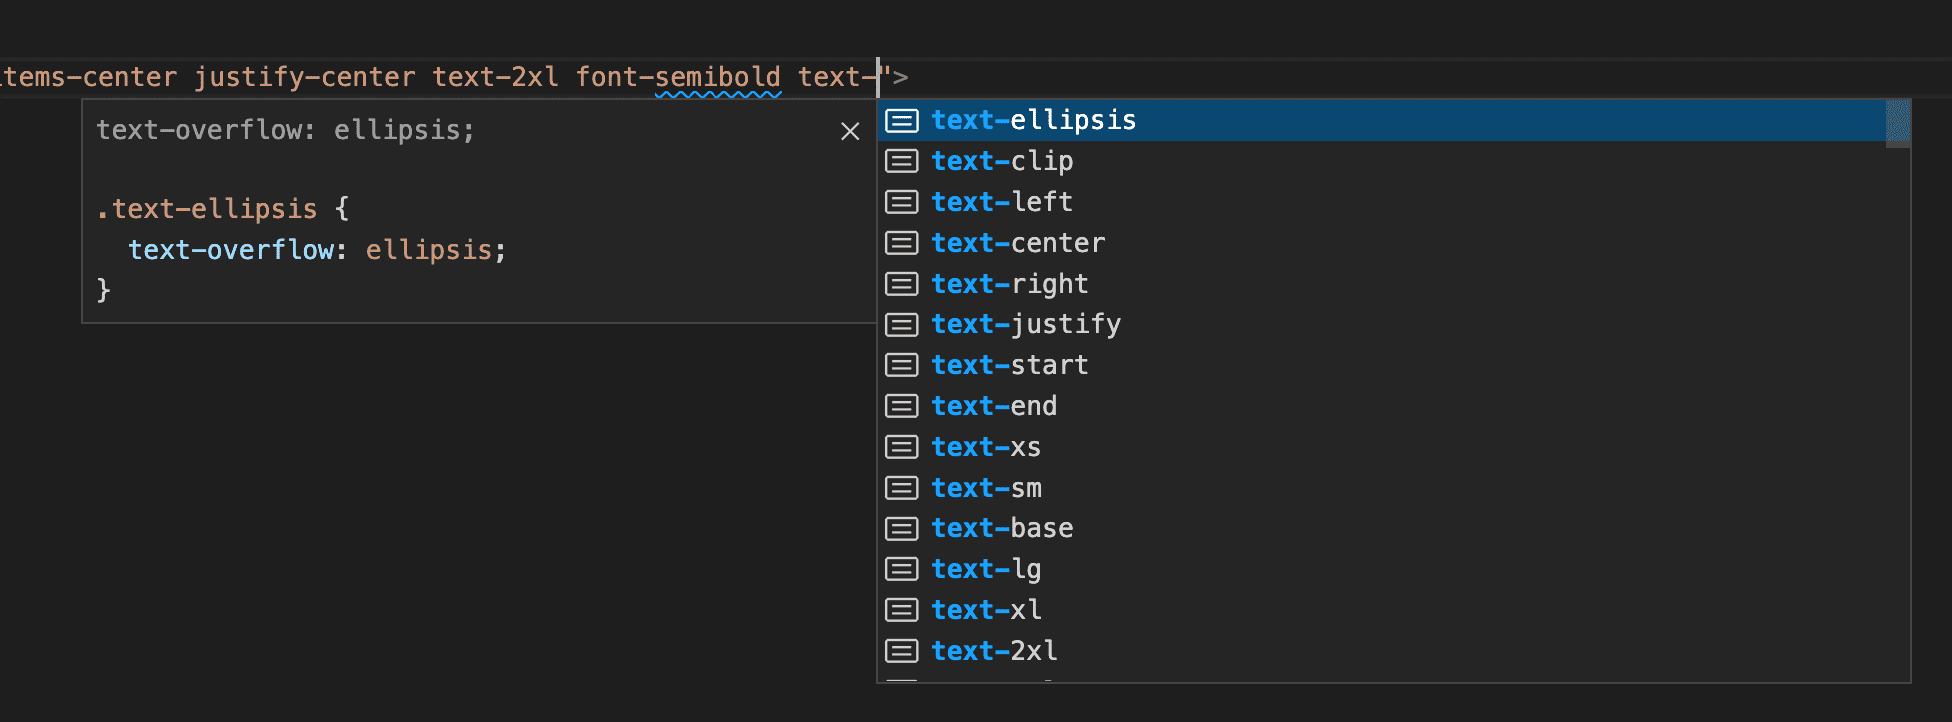 tems-center justify-center text-2xl font-semibold text-">
text-overflow: ellipsis;
.text-ellipsis {
  text-overflow: ellipsis;
}
text-ellipsis
text-clip
text-left
text-center
text-right
text-justify
text-start
text-end
text-xs
text-sm
text-base
text-lg
text-xl
text-2xl